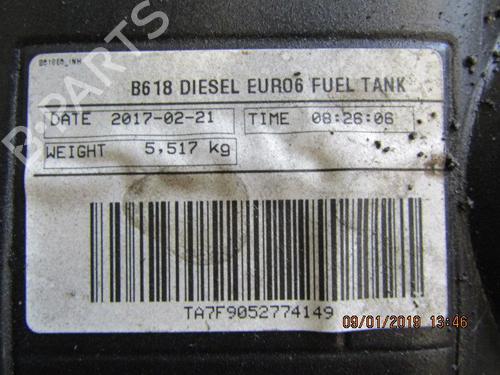 B618 DIESEL EURO6 FUEL TANK
DATE 2017-02-21 TIME 08:26:06
WEIGHT 5,517 kg
TA7F9052774149
09/01/2019 13:46
B-PARTS